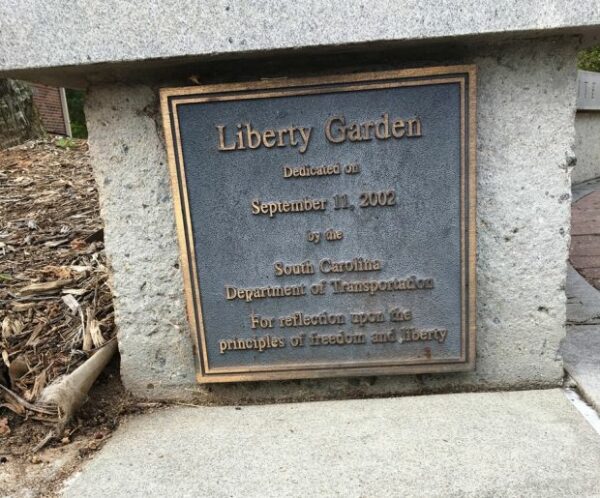 Liberty Garden
Dedicated on
September 11, 2002
by the
South Carolina
Department of Transportation
For reflection upon the
principles of freedom and liberty